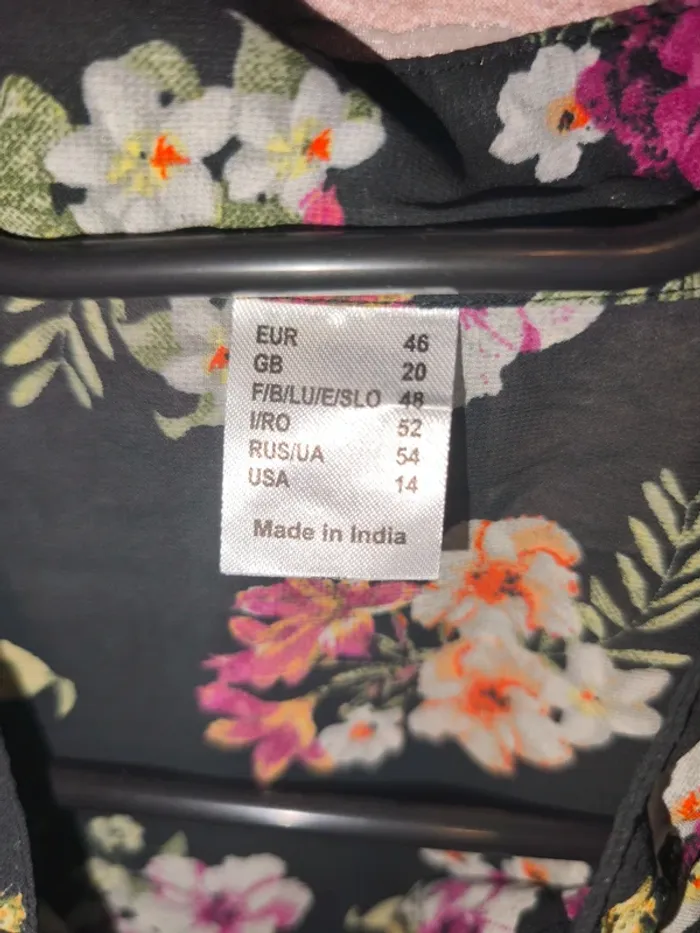 EUR 46
GB 20
F/B/LU/E/SLO 48
I/RO 52
RUS/UA 54
USA 14
Made in India